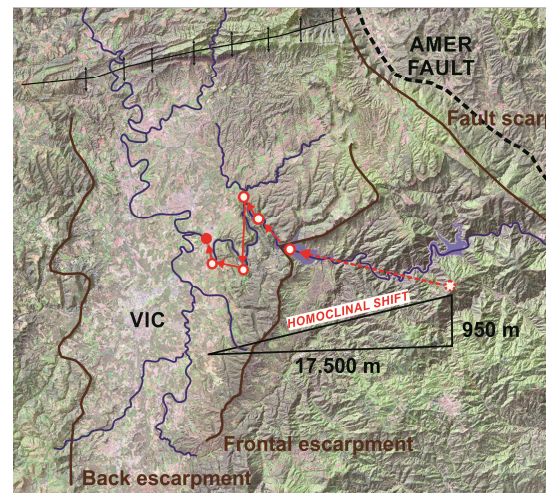 AMER
FAULT
Fault scar
HOMOCLINAL SHIFT
VIC
950 m
17.500 m
Frontal escarpment
Back escarpment